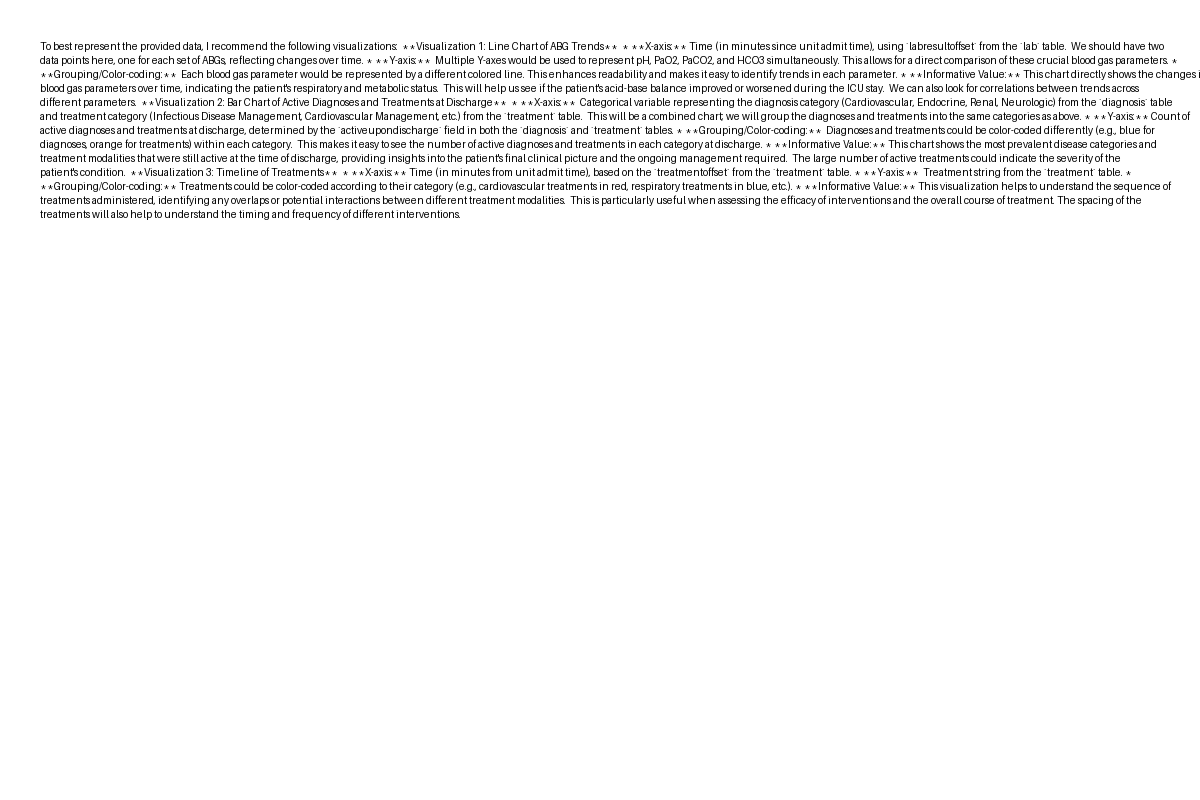 To best represent the provided data, I recommend the following visualizations:  **Visualization 1: Line Chart of ABG Trends**  * **X-axis:** Time (in minutes since unit admit time), using `labresultoffset` from the `lab` table.  We should have two
data points here, one for each set of ABGs, reflecting changes over time. * **Y-axis:**  Multiple Y-axes would be used to represent pH, PaO2, PaCO2, and HCO3 simultaneously. This allows for a direct comparison of these crucial blood gas parameters. *
**Grouping/Color-coding:**  Each blood gas parameter would be represented by a different colored line. This enhances readability and makes it easy to identify trends in each parameter. * **Informative Value:** This chart directly shows the changes i
blood gas parameters over time, indicating the patient's respiratory and metabolic status.  This will help us see if the patient's acid-base balance improved or worsened during the ICU stay.  We can also look for correlations between trends across
different parameters.  **Visualization 2: Bar Chart of Active Diagnoses and Treatments at Discharge**  * **X-axis:**  Categorical variable representing the diagnosis category (Cardiovascular, Endocrine, Renal, Neurologic) from the `diagnosis` table
and treatment category (Infectious Disease Management, Cardiovascular Management, etc.) from the `treatment` table.  This will be a combined chart; we will group the diagnoses and treatments into the same categories as above. * **Y-axis:** Count of
active diagnoses and treatments at discharge, determined by the `activeupondischarge` field in both the `diagnosis` and `treatment` tables. * **Grouping/Color-coding:**  Diagnoses and treatments could be color-coded differently (e.g., blue for
diagnoses, orange for treatments) within each category.  This makes it easy to see the number of active diagnoses and treatments in each category at discharge. * **Informative Value:** This chart shows the most prevalent disease categories and
treatment modalities that were still active at the time of discharge, providing insights into the patient's final clinical picture and the ongoing management required.  The large number of active treatments could indicate the severity of the
patient's condition.  **Visualization 3: Timeline of Treatments**  * **X-axis:** Time (in minutes from unit admit time), based on the `treatmentoffset` from the `treatment` table. * **Y-axis:**  Treatment string from the `treatment` table. *
**Grouping/Color-coding:** Treatments could be color-coded according to their category (e.g., cardiovascular treatments in red, respiratory treatments in blue, etc.). * **Informative Value:** This visualization helps to understand the sequence of
treatments administered, identifying any overlaps or potential interactions between different treatment modalities.  This is particularly useful when assessing the efficacy of interventions and the overall course of treatment. The spacing of the
treatments will also help to understand the timing and frequency of different interventions.